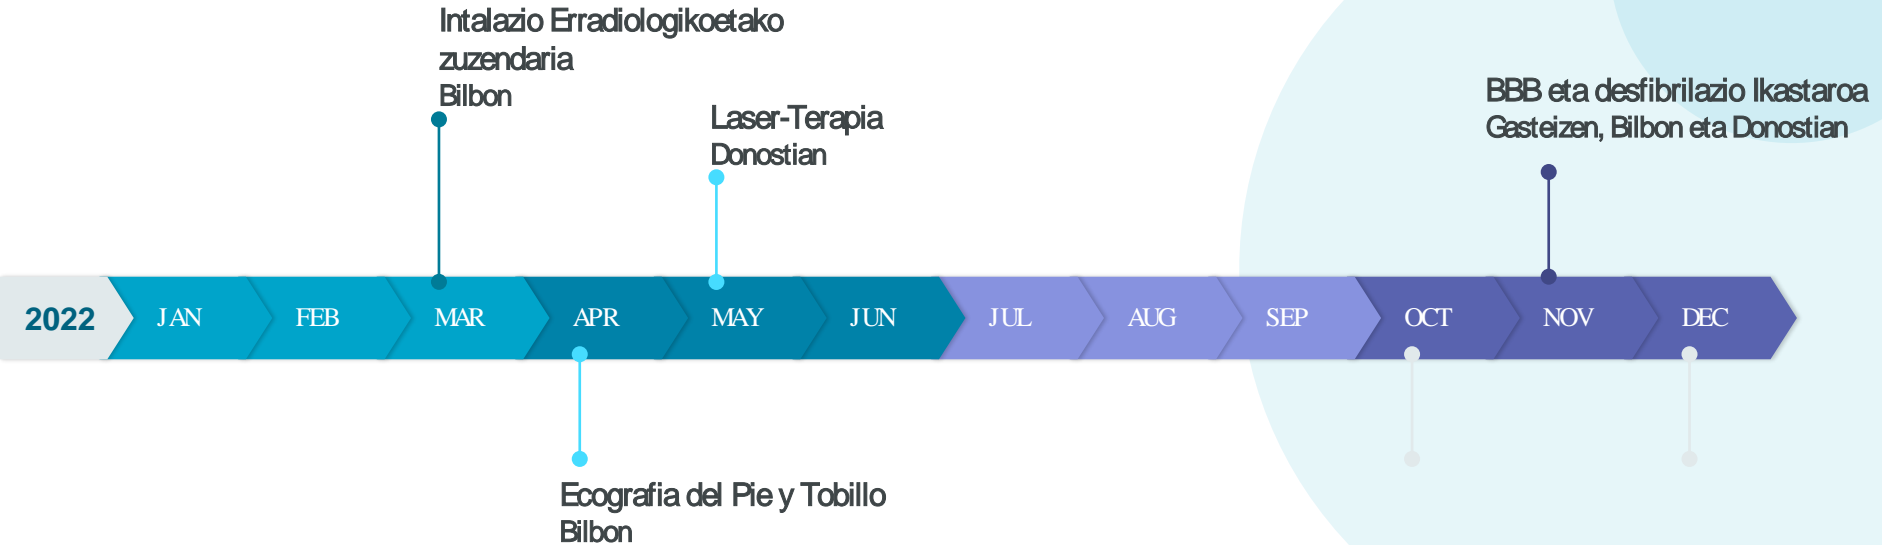 Intalazio Erradiologikoetako
zuzendaria
Bilbon
Laser-Terapia
Donostian
BBB eta desfibrilazio Ikastaroa
Gasteizen, Bilbon eta Donostian
2022
JAN
FEB
MAR
APR
MAY
JUN
JUL
AUG
SEP
OCT
NOV
DEC
Ecografia del Pie y Tobillo
Bilbon